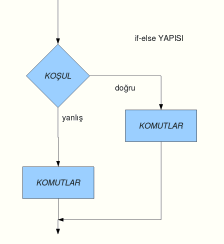 if-else YAPISI
KOŞUL
doğru
yanlış
KOMUTLAR
KOMUTLAR